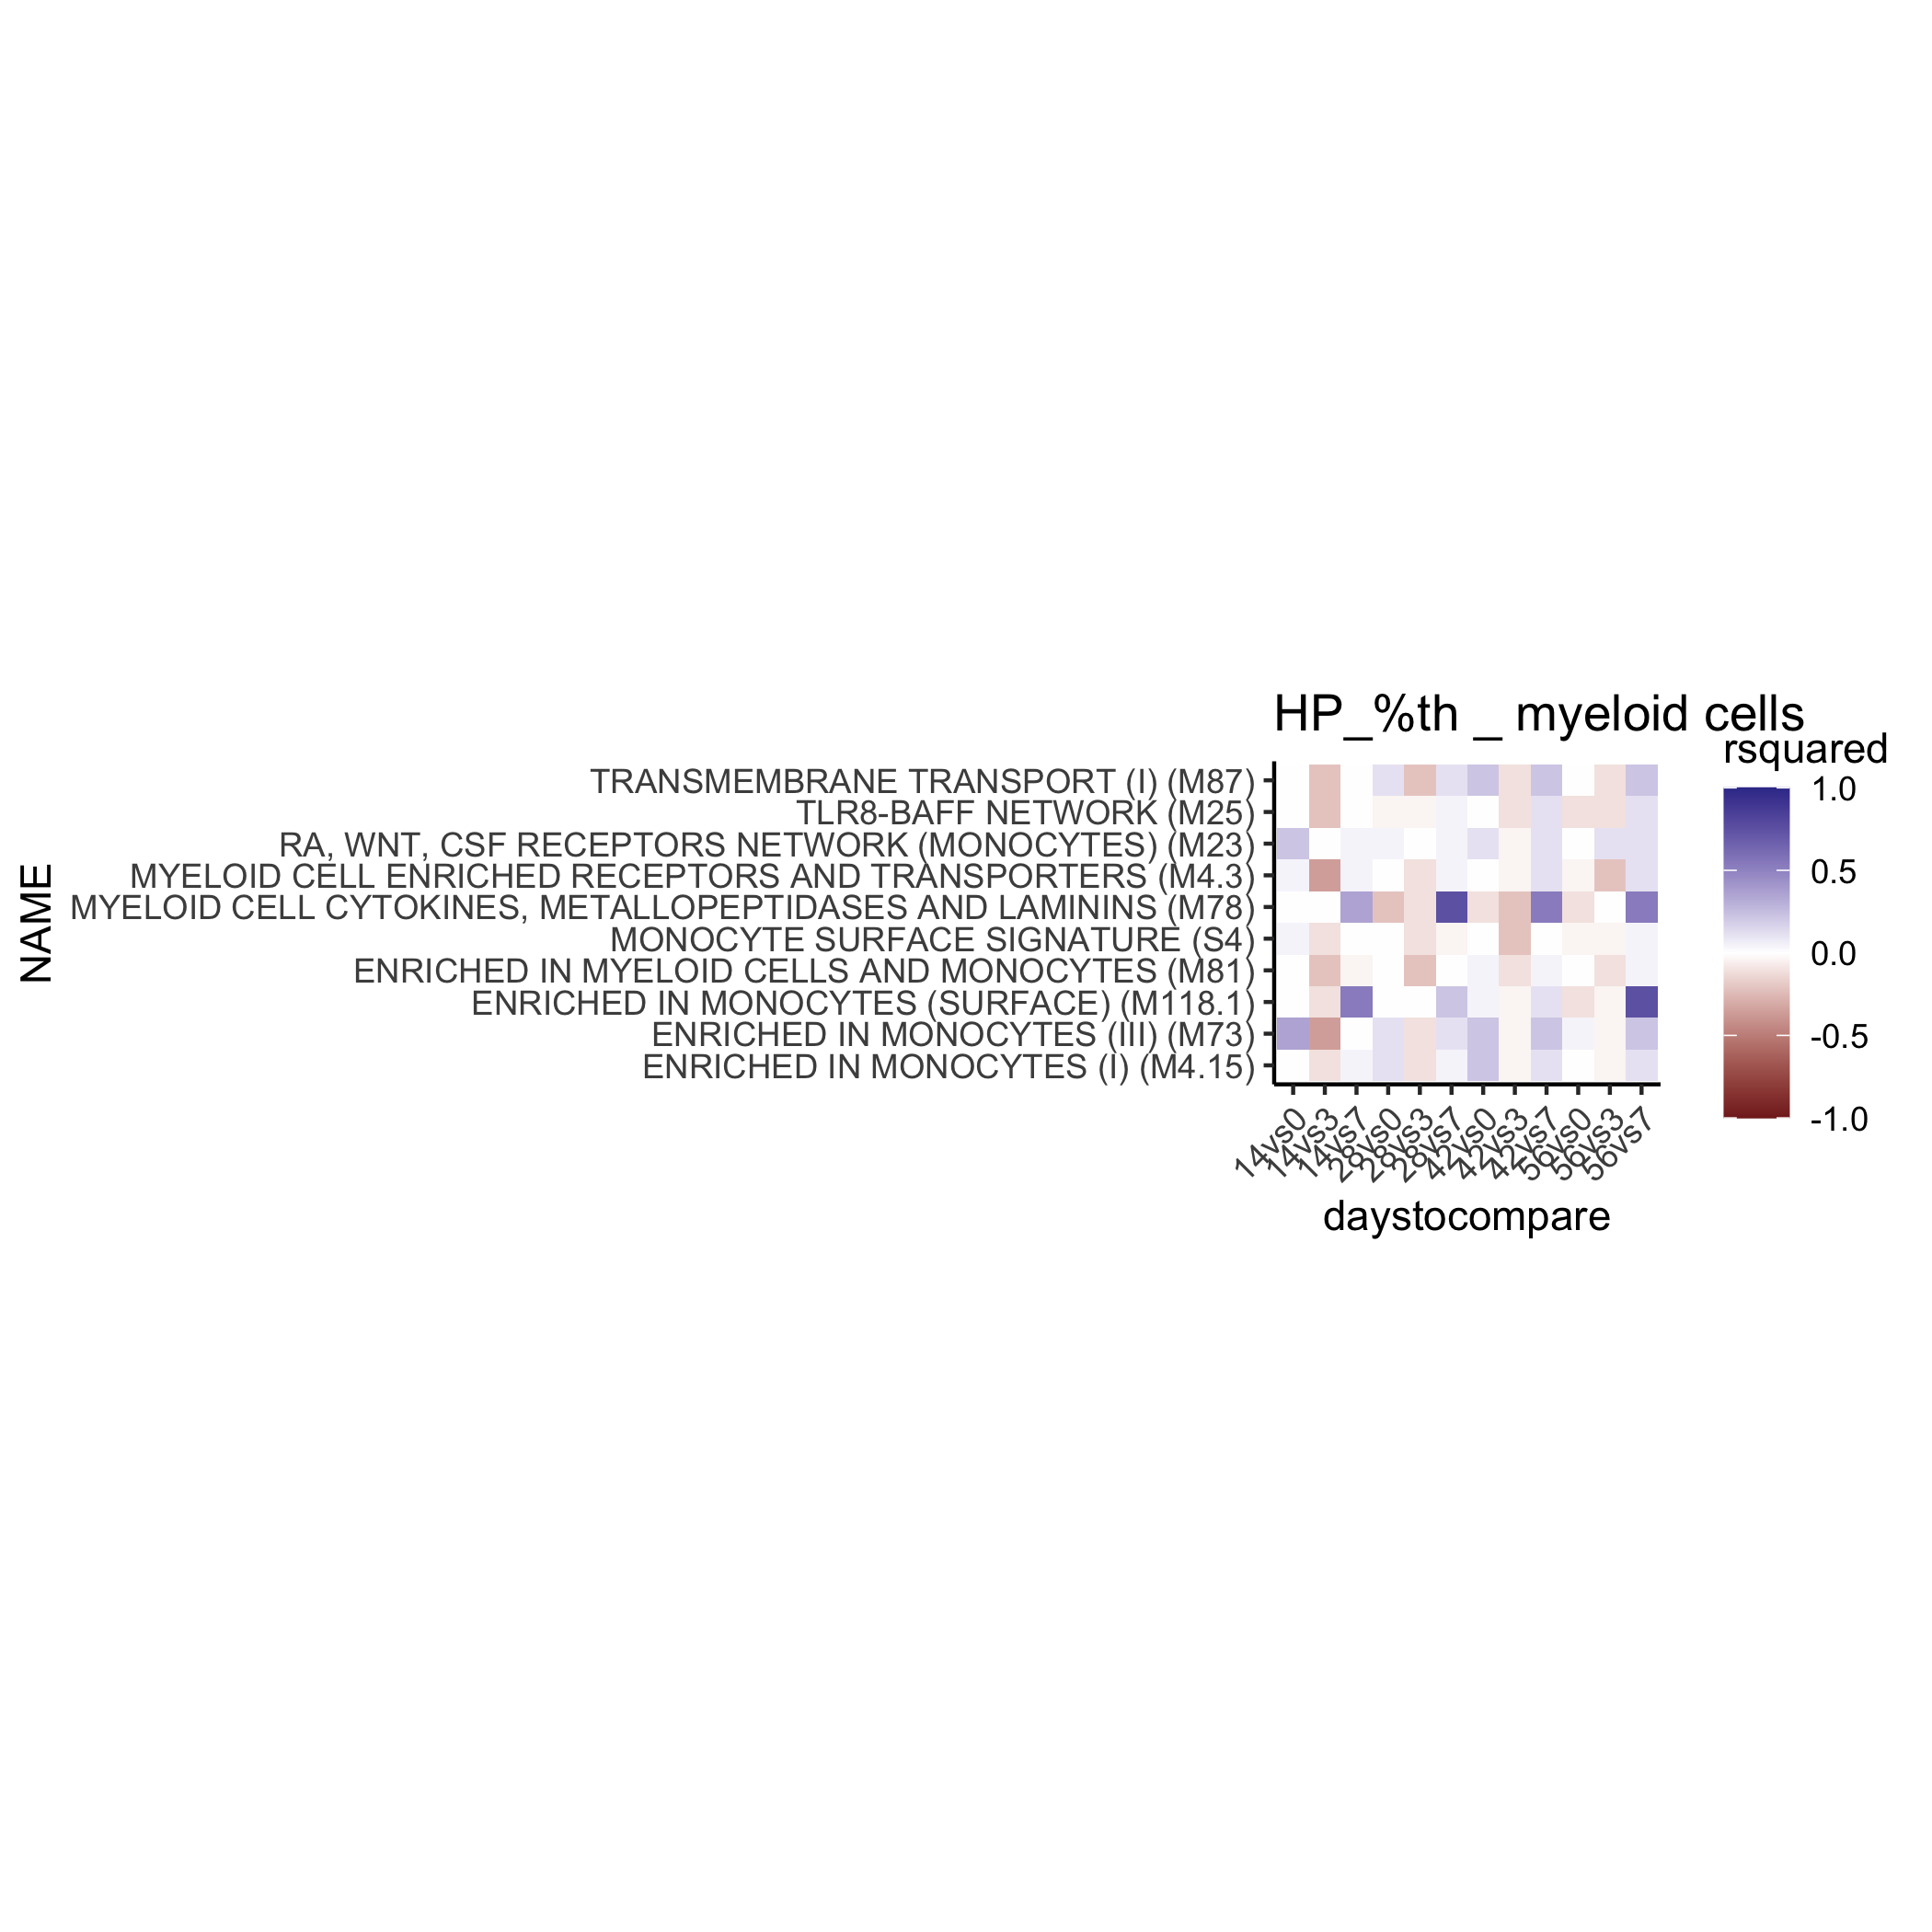 HP_%th _ myeloid cells
rsquared
1.0
0.5
0.0
-0.5
-1.0
NAME
TRANSMEMBRANE TRANSPORT (I) (M87)
TLR8-BAFF NETWORK (M25)
RA, WNT, CSF RECEPTORS NETWORK (MONOCYTES) (M23)
MYELOID CELL ENRICHED RECEPTORS AND TRANSPORTERS (M4.3)
MYELOID CELL CYTOKINES, METALLOPEPTIDASES AND LAMININS (M78)
MONOCYTE SURFACE SIGNATURE (S4)
ENRICHED IN MYELOID CELLS AND MONOCYTES (M81)
ENRICHED IN MONOCYTES (SURFACE) (M118.1)
ENRICHED IN MONOCYTES (III) (M73)
ENRICHED IN MONOCYTES (I) (M4.15)
14vs0
14vs3
14vs7
28vs0
28vs3
28vs7
42vs0
42vs3
42vs7
56vs0
56vs3
56vs7
daystocompare